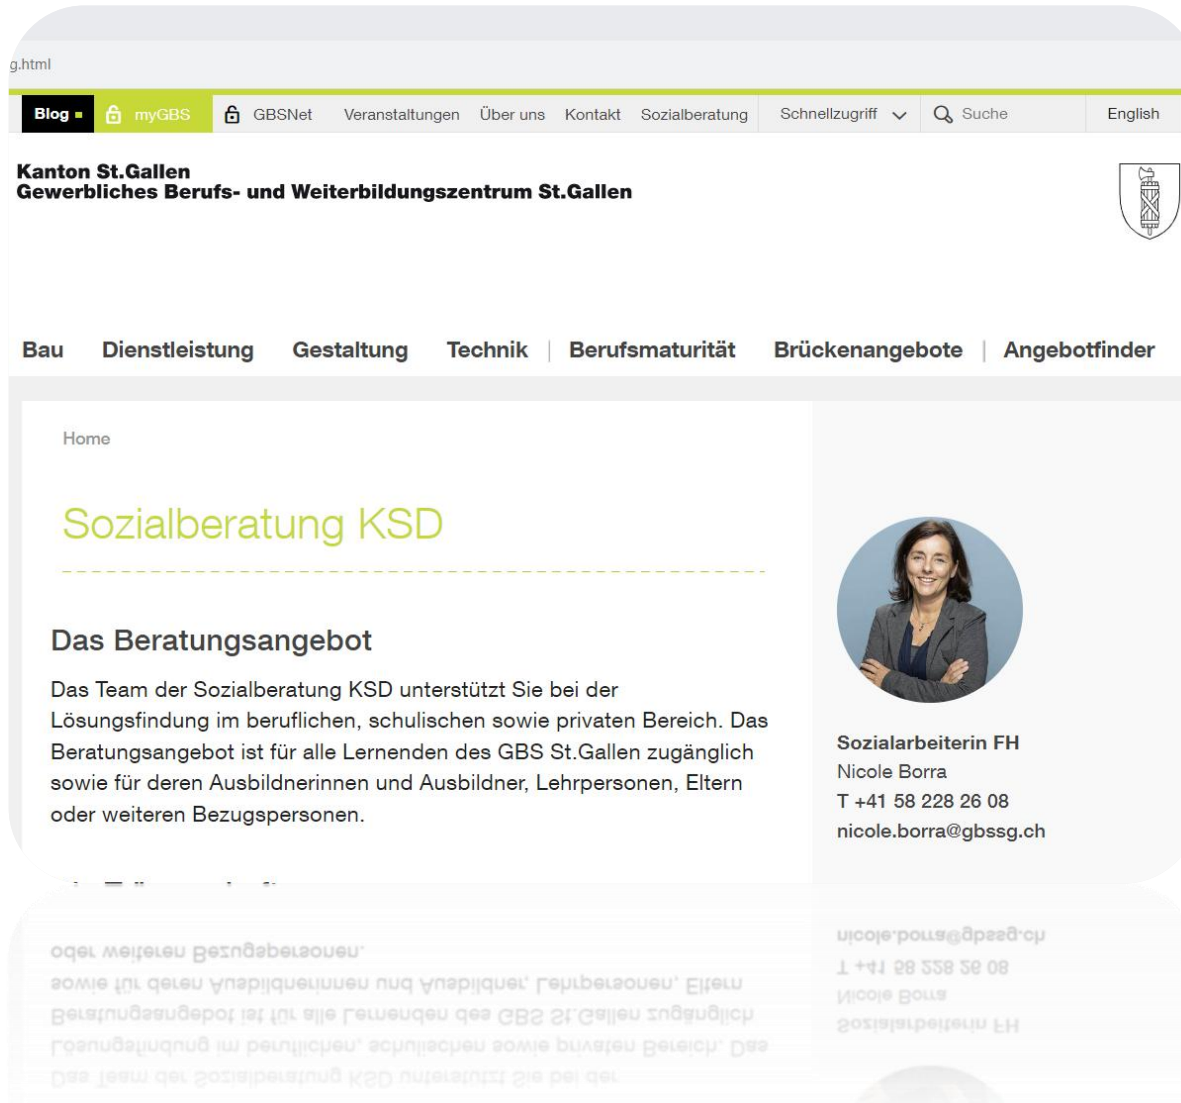 g.html
Blog myGBS GBSNet Veranstaltungen Über uns Kontakt Sozialberatung Schnellzugriff Suche English
Kanton St.Gallen
Gewerbliches Berufs- und Weiterbildungszentrum St.Gallen
Bau Dienstleistung Gestaltung Technik | Berufsmaturität Brückenangebote | Angebotfinder
Home
Sozialberatung KSD
Das Beratungsangebot
Das Team der Sozialberatung KSD unterstützt Sie bei der
Lösungsfindung im beruflichen, schulischen sowie privaten Bereich. Das
Beratungsangebot ist für alle Lernenden des GBS St.Gallen zugänglich
sowie für deren Ausbildnerinnen und Ausbildner, Lehrpersonen, Eltern
oder weiteren Bezugspersonen.
Sozialarbeiterin FH
Nicole Borra
T +41 58 228 26 08
nicole.borra@gbssg.ch